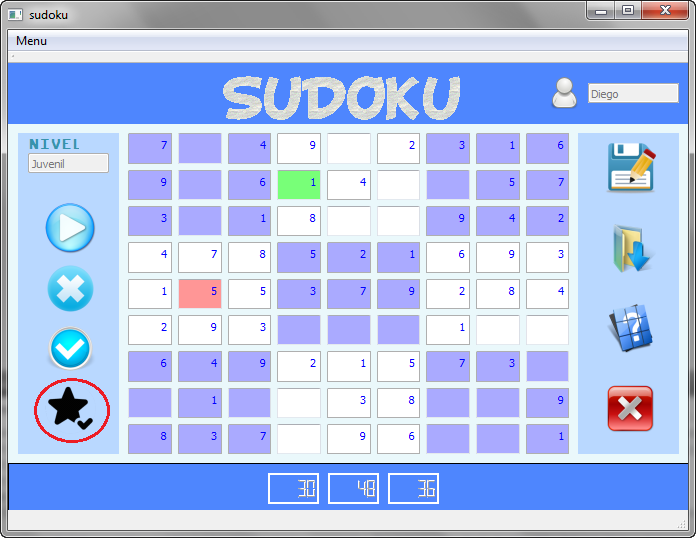 sudoku
Menu
SUDOKU
Diego
NIVEL
Juvenil
7 4 9 2 3 1 6
9 6 1 4 5 7
3 1 8 9 4 2
4 7 8 5 2 1 6 9 3
1 5 5 3 7 9 2 8 4
2 9 3 1
6 4 9 2 1 5 7 3
1 3 8 9
8 3 7 9 6 1
?
30 48 36